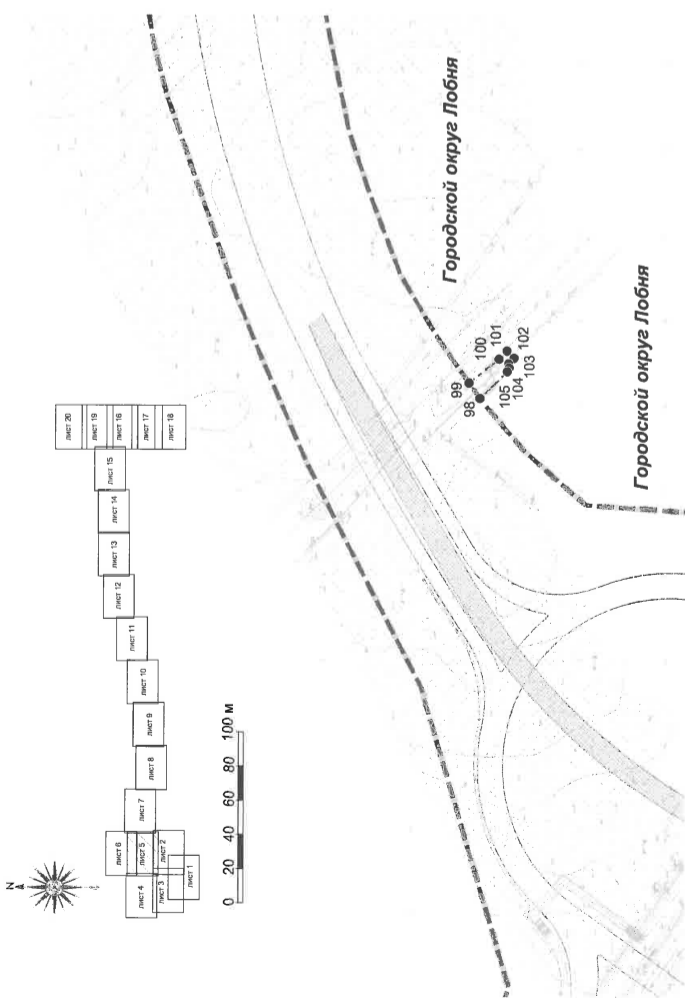 N
лист 1
лист 2
лист 3
лист 4
лист 5
лист 6
лист 7
лист 8
лист 9
лист 10
лист 11
лист 12
лист 13
лист 14
лист 15
лист 20
лист 19
лист 16
лист 17
лист 18
0 20 40 60 80 100 М
Городской округ Лобня
98
99
100
101
102
103
104
105
Городской округ Лобня